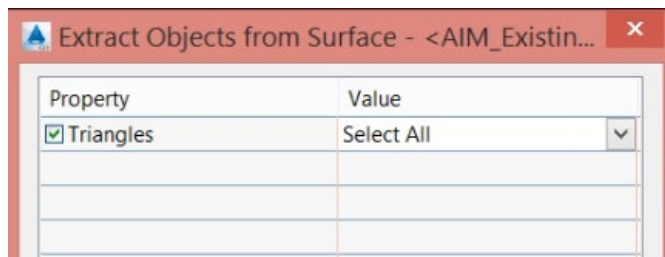 Extract Objects from Surface - <AIM_Existin...
Property Value
Triangles Select All